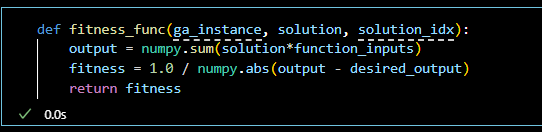 def fitness_func(ga_instance, solution, solution_idx):
    output = numpy.sum(solution*function_inputs)
    fitness = 1.0 / numpy.abs(output - desired_output)
    return fitness
✓ 0.0s